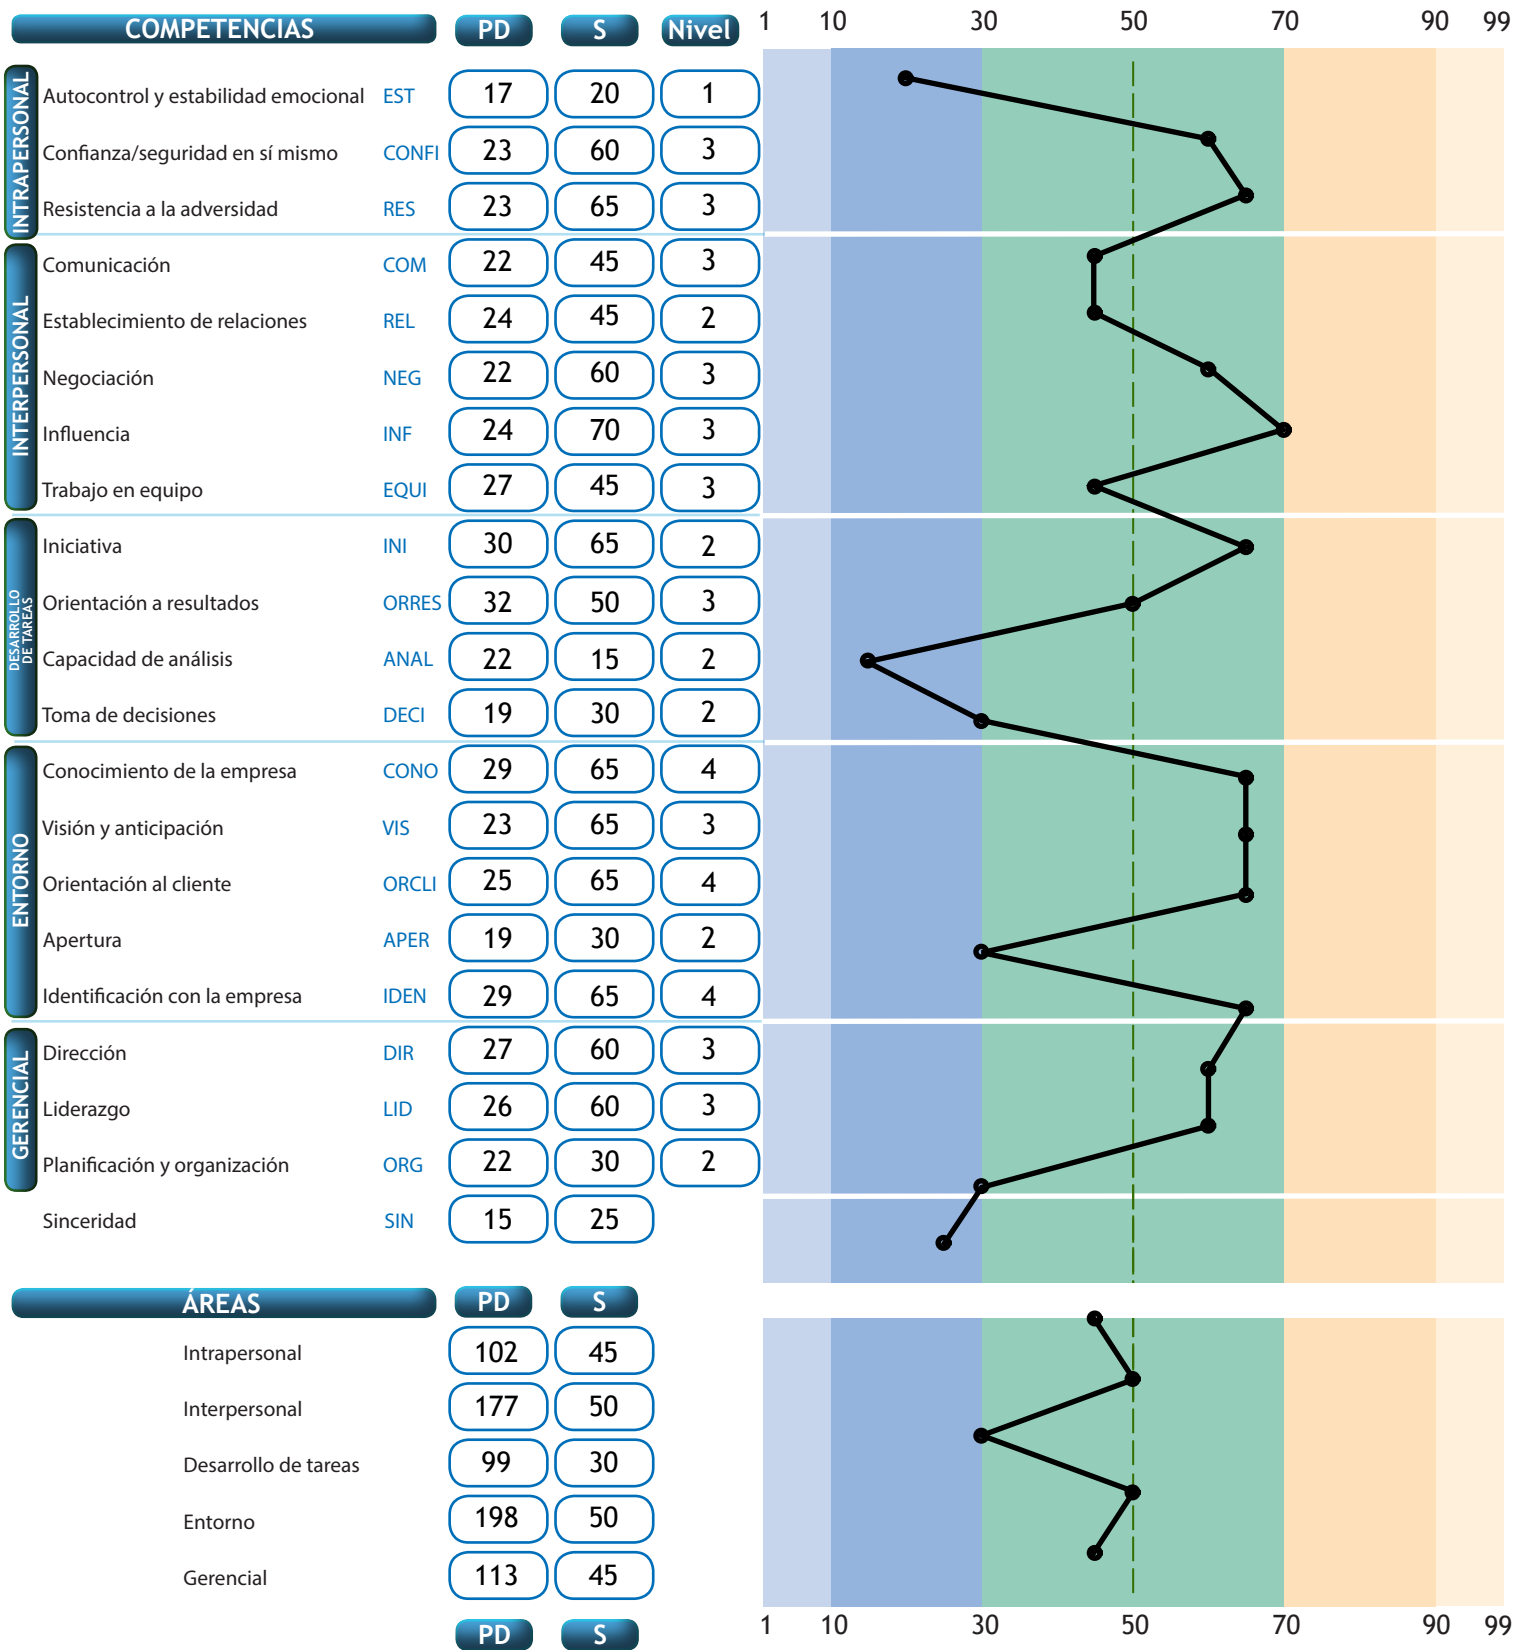 COMPETENCIAS PD S Nivel 1 10 30 50 70 90 99
INTRAPERSONAL
Autocontrol y estabilidad emocional EST 17 20 1
Confianza/seguridad en sí mismo CONFI 23 60 3
Resistencia a la adversidad RES 23 65 3
INTERPERSONAL
Comunicación COM 22 45 3
Establecimiento de relaciones REL 24 45 2
Negociación NEG 22 60 3
Influencia INF 24 70 3
Trabajo en equipo EQUI 27 45 3
DESARROLLO
DE TAREAS
Iniciativa INI 30 65 2
Orientación a resultados ORRES 32 50 3
Capacidad de análisis ANAL 22 15 2
Toma de decisiones DECI 19 30 2
ENTORNO
Conocimiento de la empresa CONO 29 65 4
Visión y anticipación VIS 23 65 3
Orientación al cliente ORCLI 25 65 4
Apertura APER 19 30 2
Identificación con la empresa IDEN 29 65 4
GERENCIAL
Dirección DIR 27 60 3
Liderazgo LID 26 60 3
Planificación y organización ORG 22 30 2
Sinceridad SIN 15 25
ÁREAS PD S
Intrapersonal 102 45
Interpersonal 177 50
Desarrollo de tareas 99 30
Entorno 198 50
Gerencial 113 45
PD S 1 10 30 50 70 90 99